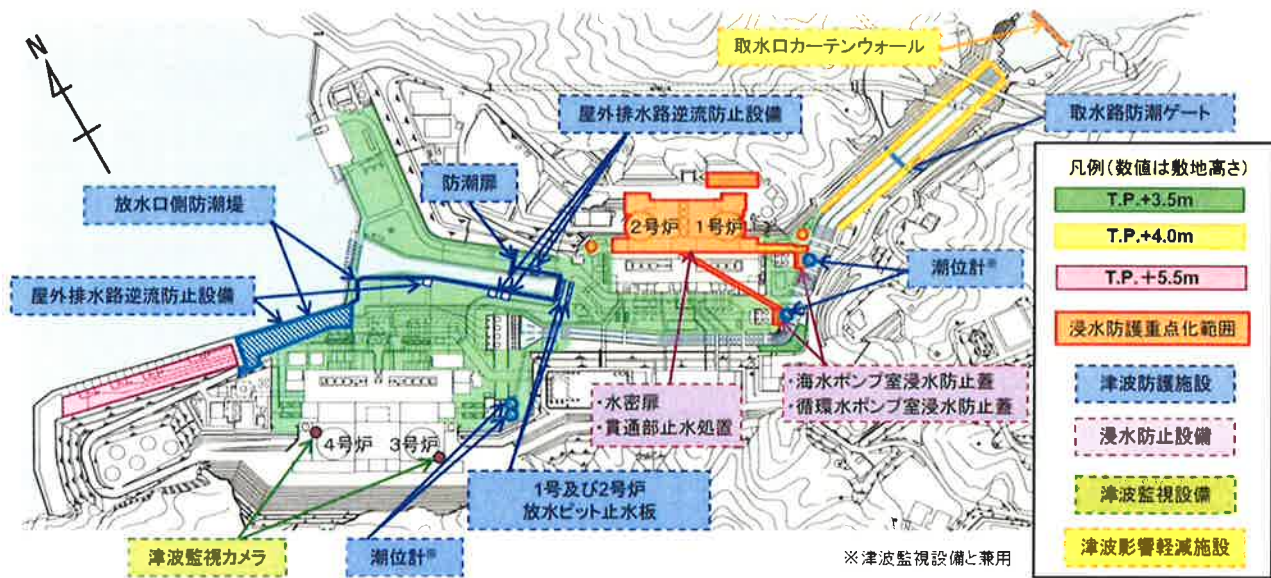 N
取水口カーテンウォール
屋外排水路逆流防止設備
取水路防潮ゲート
防潮扉
放水口側防潮堤
2号炉 1号炉
潮位計※
屋外排水路逆流防止設備
・水密扉
・貫通部止水処置
・海水ポンプ室浸水防止蓋
・循環水ポンプ室浸水防止蓋
4号炉 3号炉
1号及び2号炉
放水ピット止水板
津波監視カメラ
潮位計※
※津波監視設備と兼用
凡例(数値は敷地高さ)
T.P.+3.5m
T.P.+4.0m
T.P.+5.5m
浸水防護重点化範囲
津波防護施設
浸水防止設備
津波監視設備
津波影響軽減施設